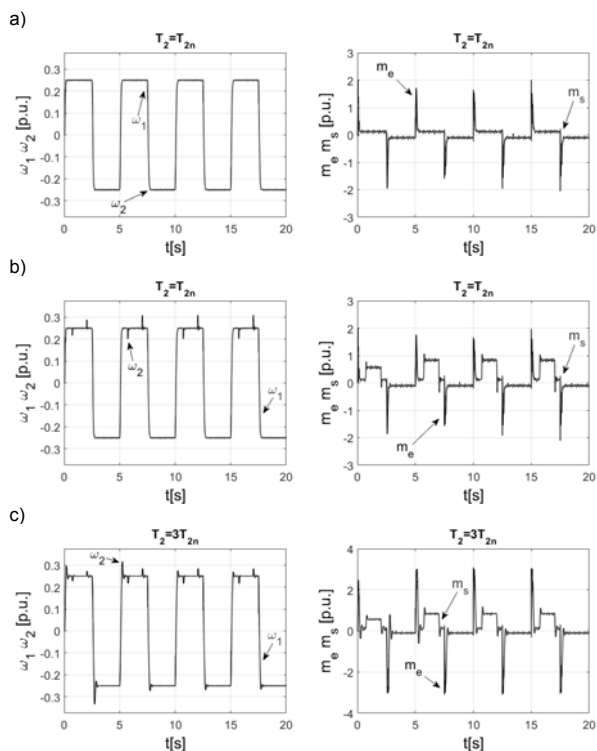 a)
T₂=T₂ₙ
0.3
0.2
0.1
0
-0.1
-0.2
-0.3
ω₁ ω₂ [p.u.]
ω₁
ω₂
0 5 10 15 20
t[s]
T₂=T₂ₙ
3
2
1
0
-1
-2
-3
mₑ mₛ [p.u.]
mₑ
mₛ
0 5 10 15 20
t[s]
b)
T₂=T₂ₙ
0.3
0.2
0.1
0
-0.1
-0.2
-0.3
ω₁ ω₂ [p.u.]
ω₂
ω₁
0 5 10 15 20
t[s]
T₂=T₂ₙ
3
2
1
0
-1
-2
-3
mₑ mₛ [p.u.]
mₛ
mₑ
0 5 10 15 20
t[s]
c)
T₂=3T₂ₙ
0.3
0.2
0.1
0
-0.1
-0.2
-0.3
ω₁ ω₂ [p.u.]
ω₂
ω₁
0 5 10 15 20
t[s]
T₂=3T₂ₙ
4
2
0
-2
-4
mₑ mₛ [p.u.]
mₛ
mₑ
0 5 10 15 20
t[s]